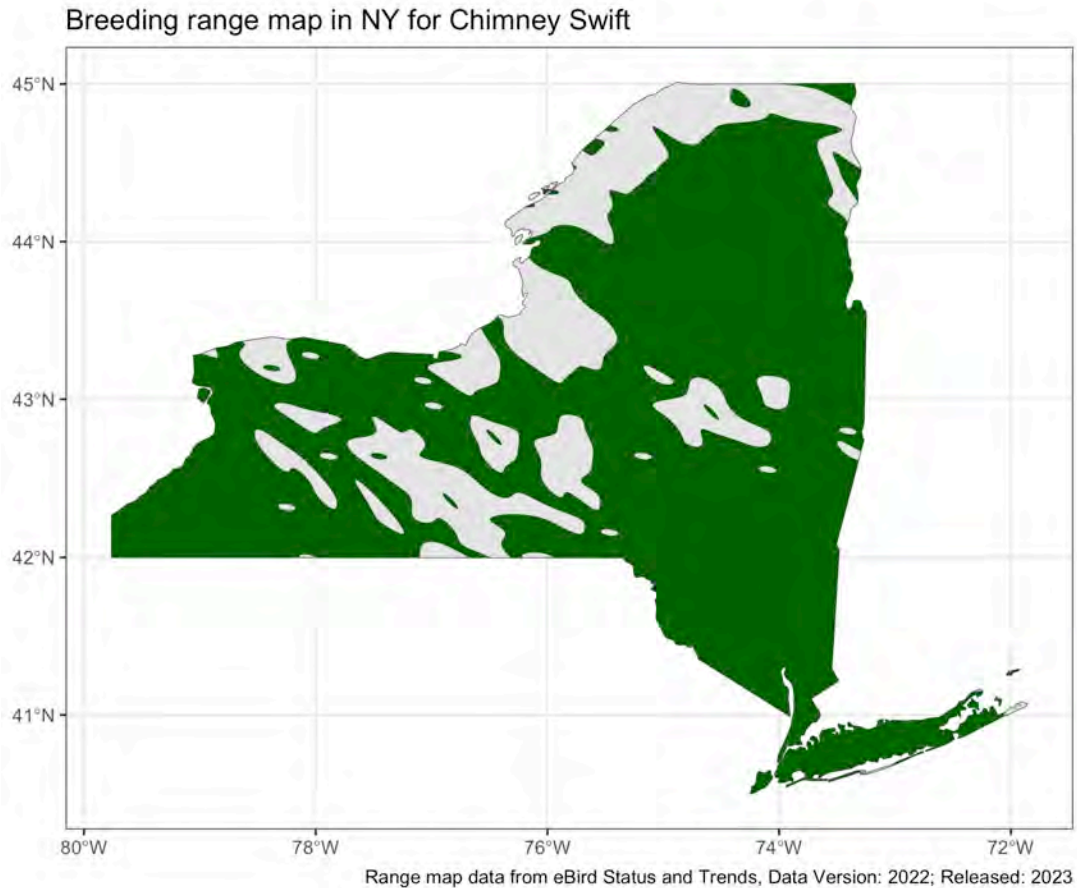 Breeding range map in NY for Chimney Swift
45°N
44°N
43°N
42°N
41°N
80°W 78°W 76°W 74°W 72°W
Range map data from eBird Status and Trends, Data Version: 2022; Released: 2023